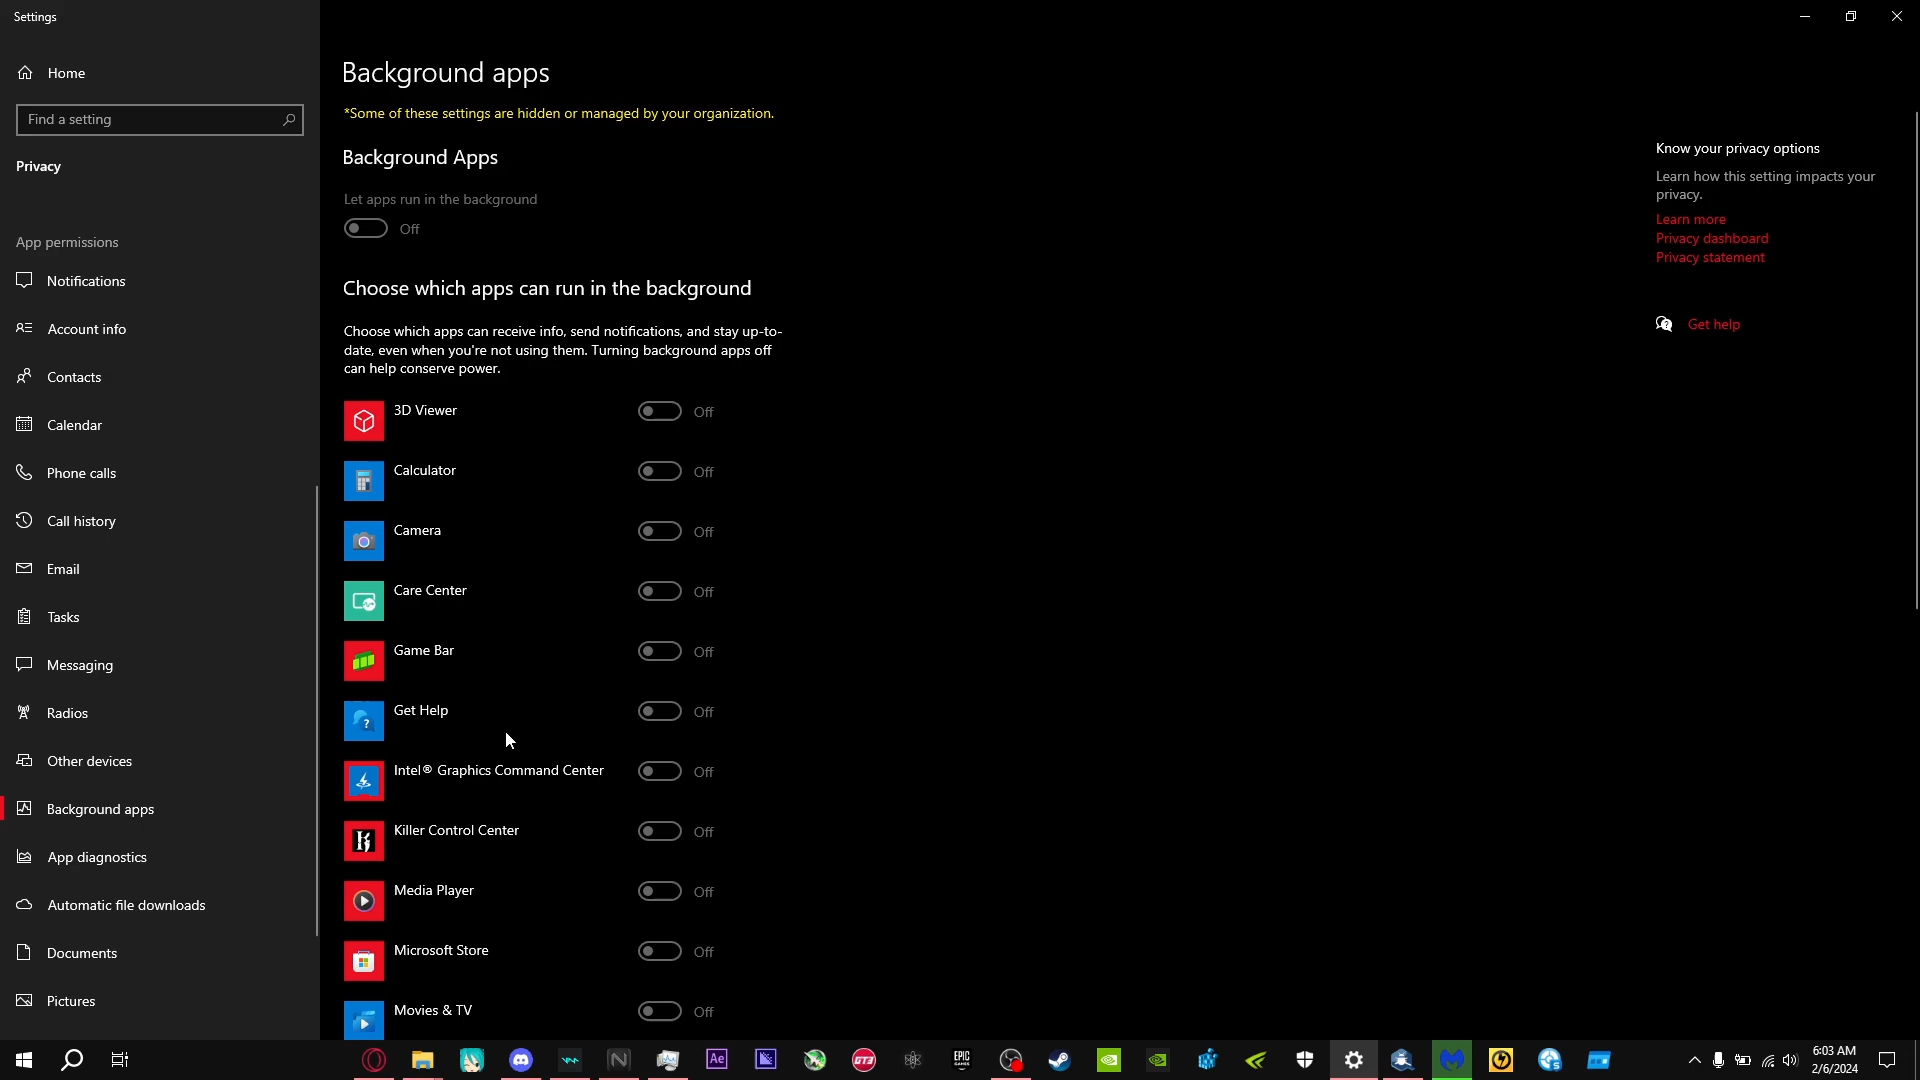 Settings
Home
Find a setting
Privacy
App permissions
Notifications
Account info
Contacts
Calendar
Phone calls
Call history
Email
Tasks
Messaging
Radios
Other devices
Background apps
App diagnostics
Automatic file downloads
Documents
Pictures
Background apps
*Some of these settings are hidden or managed by your organization.
Background Apps
Let apps run in the background
Off
Choose which apps can run in the background
Choose which apps can receive info, send notifications, and stay up-to-
date, even when you're not using them. Turning background apps off
can help conserve power.
3D Viewer Off
Calculator Off
Camera Off
Care Center Off
Game Bar Off
Get Help Off
Intel® Graphics Command Center Off
Killer Control Center Off
Media Player Off
Microsoft Store Off
Movies & TV Off
Know your privacy options
Learn how this setting impacts your
privacy.
Learn more
Privacy dashboard
Privacy statement
Get help
Ae
GT3
EPIC
GAMES
6:03 AM
2/6/2024